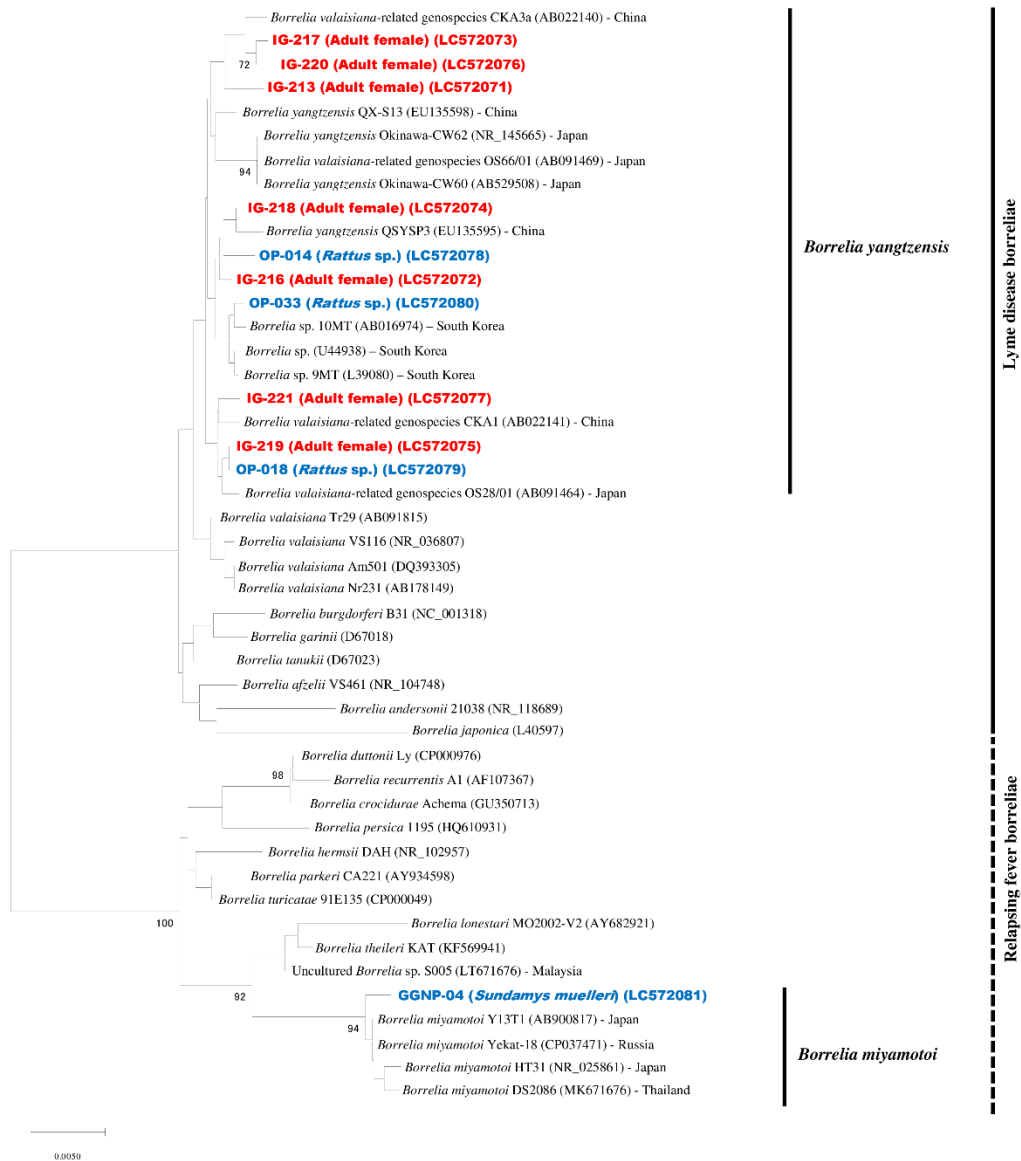 Borrelia valaisiana-related genospecies CKA3a (AB022140) - China
IG-217 (Adult female) (LC572073)
72
IG-220 (Adult female) (LC572076)
IG-213 (Adult female) (LC572071)
Borrelia yangtzensis QX-S13 (EU135598) - China
Borrelia yangtzensis Okinawa-CW62 (NR_145665) - Japan
Borrelia valaisiana-related genospecies OS66/01 (AB091469) - Japan
94
Borrelia yangtzensis Okinawa-CW60 (AB529508) - Japan
IG-218 (Adult female) (LC572074)
Borrelia yangtzensis QSYSP3 (EU135595) - China
OP-014 (Rattus sp.) (LC572078)
IG-216 (Adult female) (LC572072)
OP-033 (Rattus sp.) (LC572080)
Borrelia sp. 10MT (AB016974) – South Korea
Borrelia sp. (U44938) – South Korea
Borrelia sp. 9MT (L39080) – South Korea
IG-221 (Adult female) (LC572077)
Borrelia valaisiana-related genospecies CKA1 (AB022141) - China
IG-219 (Adult female) (LC572075)
OP-018 (Rattus sp.) (LC572079)
Borrelia valaisiana-related genospecies OS28/01 (AB091464) - Japan
Borrelia yangtzensis
Borrelia valaisiana Tr29 (AB091815)
Borrelia valaisiana VS116 (NR_036807)
Borrelia valaisiana Am501 (DQ393305)
Borrelia valaisiana Nr231 (AB178149)
Borrelia burgdorferi B31 (NC_001318)
Borrelia garinii (D67018)
Borrelia tanukii (D67023)
Borrelia afzelii VS461 (NR_104748)
Borrelia andersonii 21038 (NR_118689)
Borrelia japonica (L40597)
Lyme disease borreliae
Borrelia duttonii Ly (CP000976)
98
Borrelia recurrentis A1 (AF107367)
Borrelia crocidurae Achema (GU350713)
Borrelia persica 1195 (HQ610931)
Borrelia hermsii DAH (NR_102957)
Borrelia parkeri CA221 (AY934598)
Borrelia turicatae 91E135 (CP000049)
100
Borrelia lonestari MO2002-V2 (AY682921)
Borrelia theileri KAT (KF569941)
Uncultured Borrelia sp. S005 (LT671676) - Malaysia
92
GGNP-04 (Sundamys muelleri) (LC572081)
Borrelia miyamotoi Y13T1 (AB900817) - Japan
94
Borrelia miyamotoi Yekat-18 (CP037471) - Russia
Borrelia miyamotoi HT31 (NR_025861) - Japan
Borrelia miyamotoi DS2086 (MK671676) - Thailand
Borrelia miyamotoi
Relapsing fever borreliae
0.0050